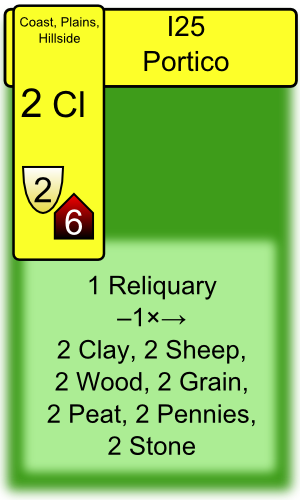 Coast, Plains,
Hillside
I25
Portico
2 Cl
2
6
1 Reliquary
–1×→
2 Clay, 2 Sheep,
2 Wood, 2 Grain,
2 Peat, 2 Pennies,
2 Stone